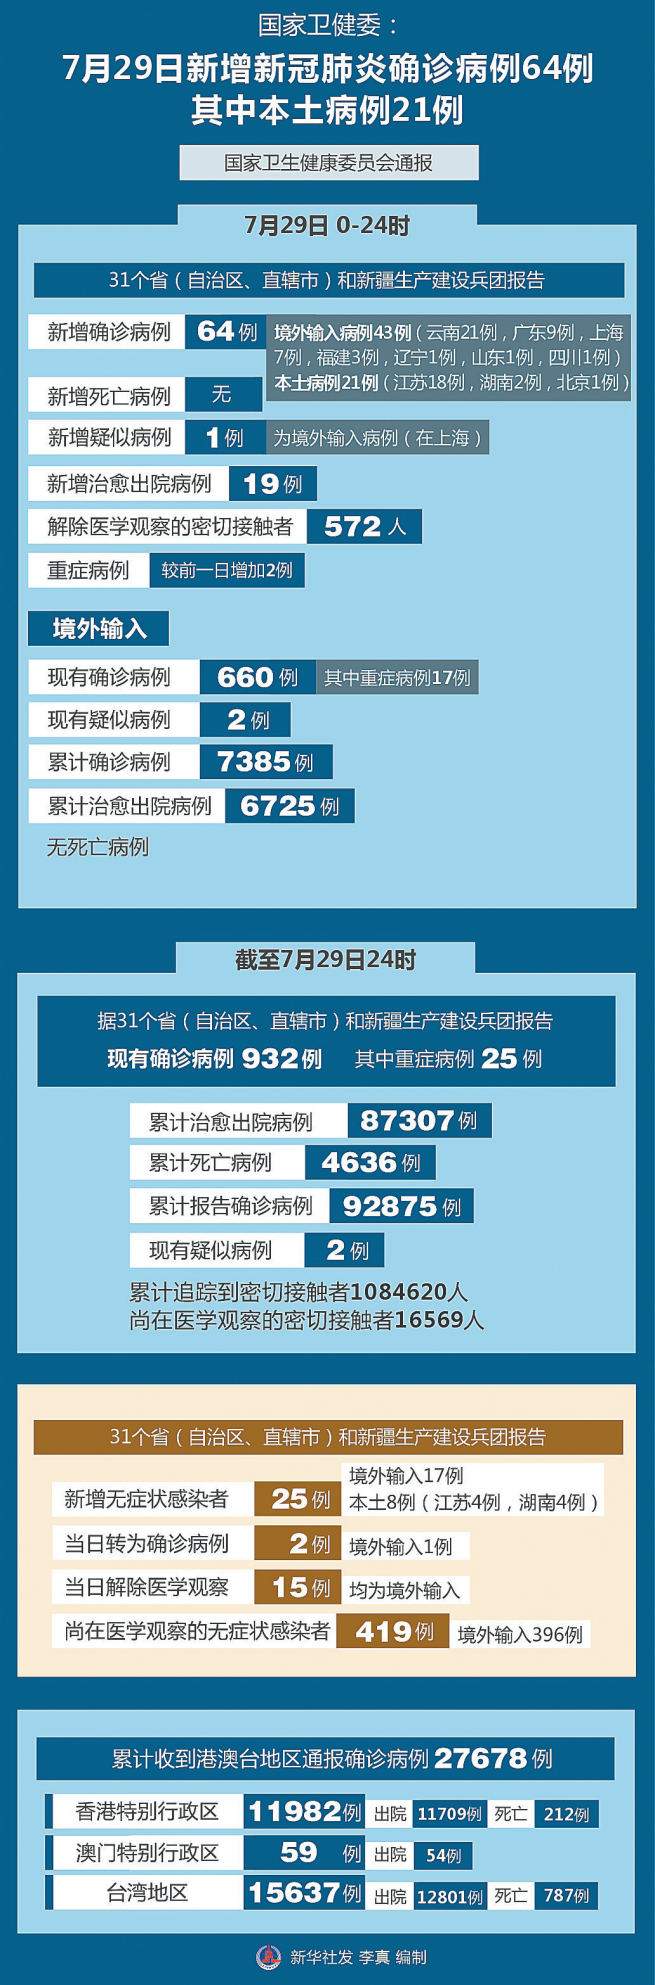 国家卫健委：
7月29日新增新冠肺炎确诊病例64例
其中本土病例21例
国家卫生健康委员会通报
7月29日 0-24时
31个省（自治区、直辖市）和新疆生产建设兵团报告
新增确诊病例 64例 境外输入病例43例（云南21例，广东9例，上海
7例，福建3例，辽宁1例，山东1例，四川1例）
本土病例21例（江苏18例，湖南2例，北京1例）
新增死亡病例 无
新增疑似病例 1例 为境外输入病例（在上海）
新增治愈出院病例 19例
解除医学观察的密切接触者 572人
重症病例 较前一日增加2例
境外输入
现有确诊病例 660例 其中重症病例17例
现有疑似病例 2例
累计确诊病例 7385例
累计治愈出院病例 6725例
无死亡病例
截至7月29日24时
据31个省（自治区、直辖市）和新疆生产建设兵团报告
现有确诊病例932例 其中重症病例25例
累计治愈出院病例 87307例
累计死亡病例 4636例
累计报告确诊病例 92875例
现有疑似病例 2例
累计追踪到密切接触者1084620人
尚在医学观察的密切接触者16569人
31个省（自治区、直辖市）和新疆生产建设兵团报告
新增无症状感染者 25例 境外输入17例
本土8例（江苏4例，湖南4例）
当日转为确诊病例 2例 境外输入1例
当日解除医学观察 15例 均为境外输入
尚在医学观察的无症状感染者 419例 境外输入396例
累计收到港澳台地区通报确诊病例27678例
香港特别行政区 11982例 出院 11709例 死亡 212例
澳门特别行政区 59例 出院 54例
台湾地区 15637例 出院 12801例 死亡 787例
新华社发 李真 编制